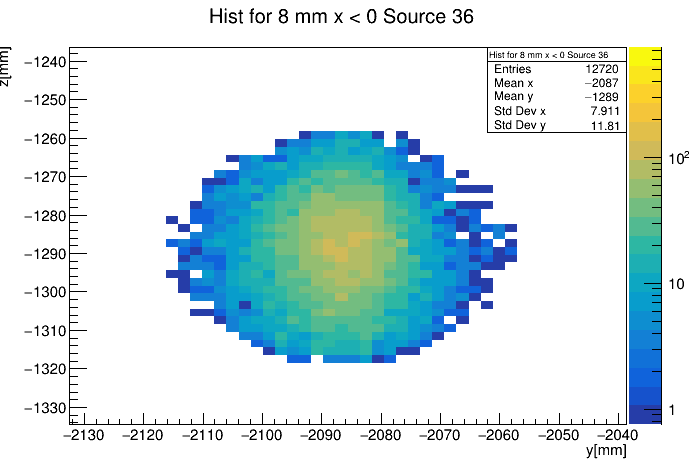 Hist for 8 mm x < 0 Source 36
z[mm]
Hist for 8 mm x < 0 Source 36
Entries 12720
Mean x −2087
Mean y −1289
Std Dev x 7.911
Std Dev y 11.81
−1240
−1250
−1260
−1270
−1280
−1290
−1300
−1310
−1320
−1330
10²
10
1
−2130 −2120 −2110 −2100 −2090 −2080 −2070 −2060 −2050 −2040
y[mm]